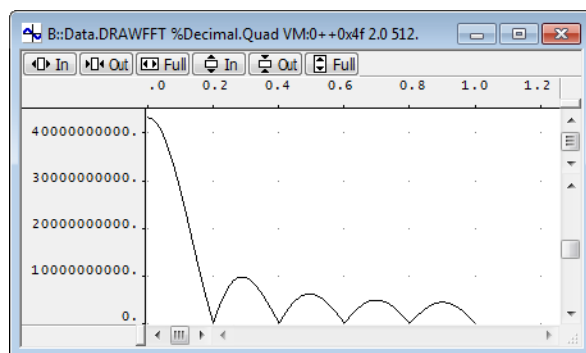 B::Data.DRAWFFT %Decimal.Quad VM:0++0x4f 2.0 512.
In Out Full In Out Full
.0 0.2 0.4 0.6 0.8 1.0 1.2
40000000000.
30000000000.
20000000000.
10000000000.
0.